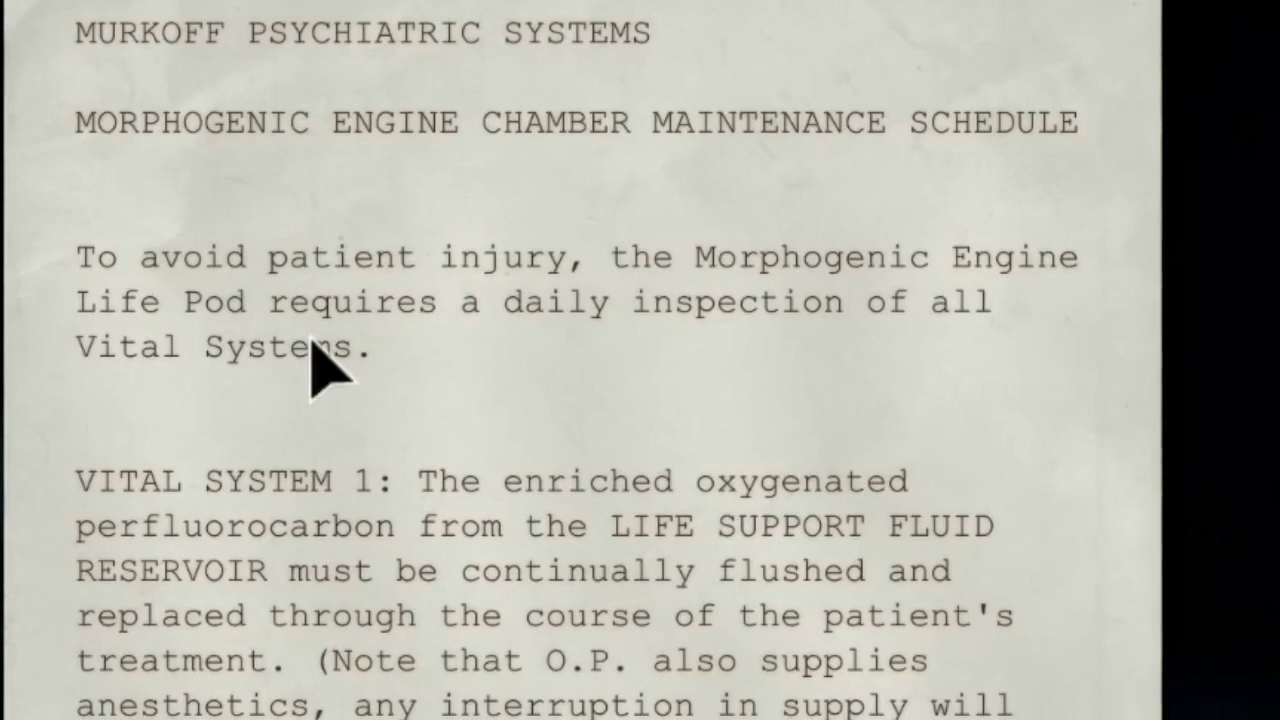 MURKOFF PSYCHIATRIC SYSTEMS
MORPHOGENIC ENGINE CHAMBER MAINTENANCE SCHEDULE
To avoid patient injury, the Morphogenic Engine
Life Pod requires a daily inspection of all
Vital Systems.
VITAL SYSTEM 1: The enriched oxygenated
perfluorocarbon from the LIFE SUPPORT FLUID
RESERVOIR must be continually flushed and
replaced through the course of the patient's
treatment. (Note that O.P. also supplies
anesthetics, any interruption in supply will